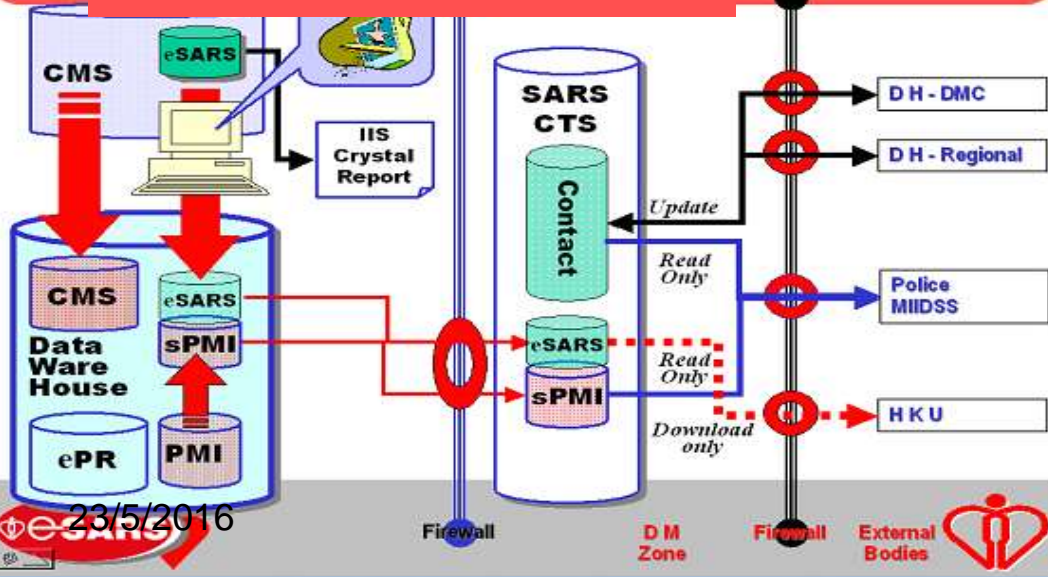 CMS
eSARS
IIS
Crystal
Report
CMS
eSARS
sPMI
Data
Ware
House
ePR
PMI
SARS
CTS
Contact
eSARS
sPMI
Update
Read
Only
Read
Only
Download
only
D H - DMC
D H - Regional
Police
MIIDSS
H K U
e-SARS
23/5/2016
Firewall
D M
Zone
Firewall
External
Bodies